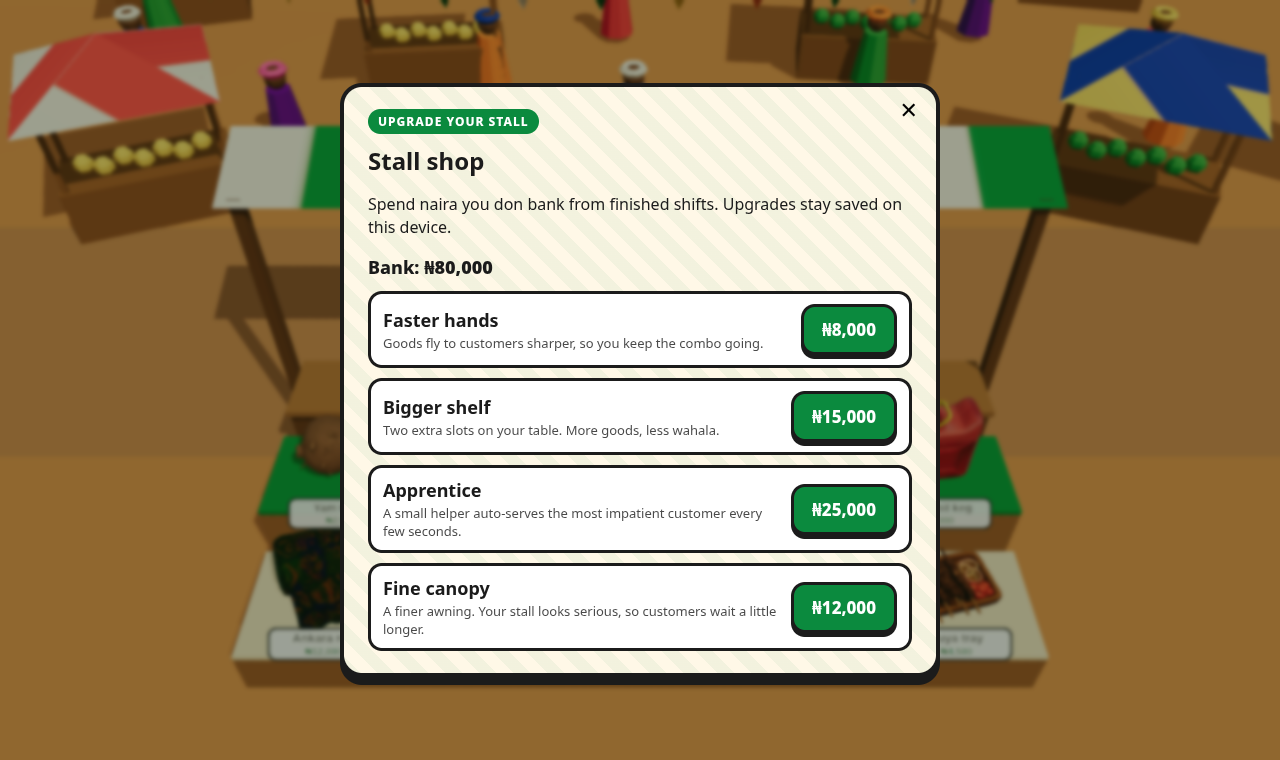 UPGRADE YOUR STALL
Stall shop
Spend naira you don bank from finished shifts. Upgrades stay saved on
this device.
Bank: ₦80,000
Faster hands
Goods fly to customers sharper, so you keep the combo going.
₦8,000
Bigger shelf
Two extra slots on your table. More goods, less wahala.
₦15,000
Apprentice
A small helper auto-serves the most impatient customer every
few seconds.
₦25,000
Fine canopy
A finer awning. Your stall looks serious, so customers wait a little
longer.
₦12,000